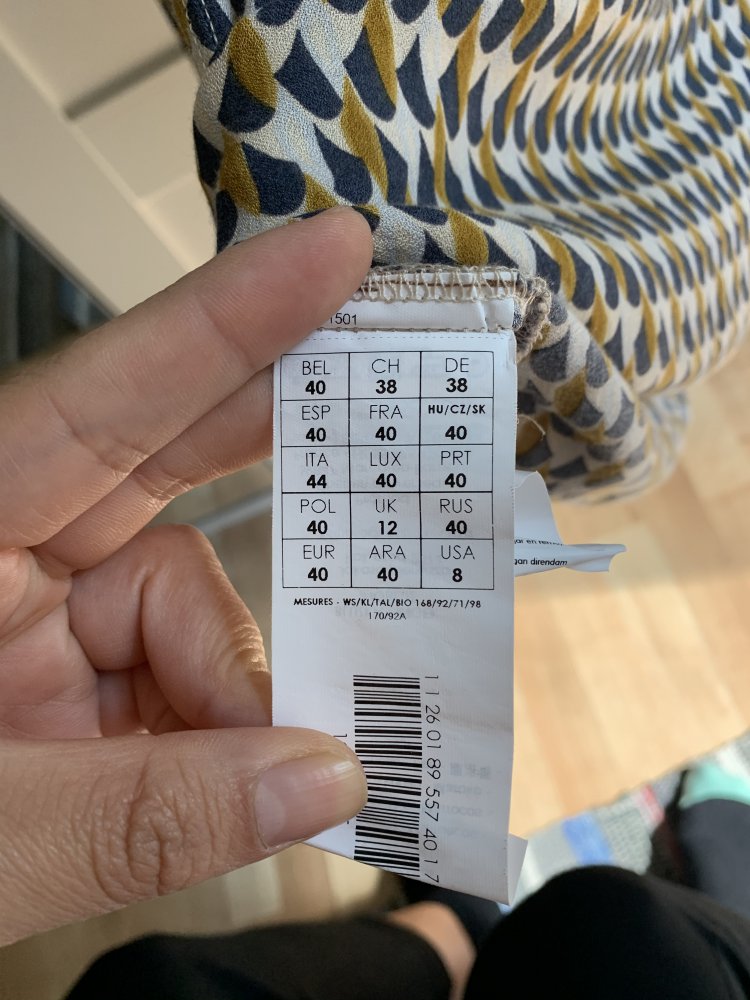 1501
BEL CH DE
40 38 38
ESP FRA HU/CZ/SK
40 40 40
ITA LUX PRT
44 40 40
POL UK RUS
40 12 40
EUR ARA USA
40 40 8
gan direndam
MESURES - WS/KL/TAL/BIO 168/92/71/98
170/92A
1 1 26 01 89 557 40 1 7